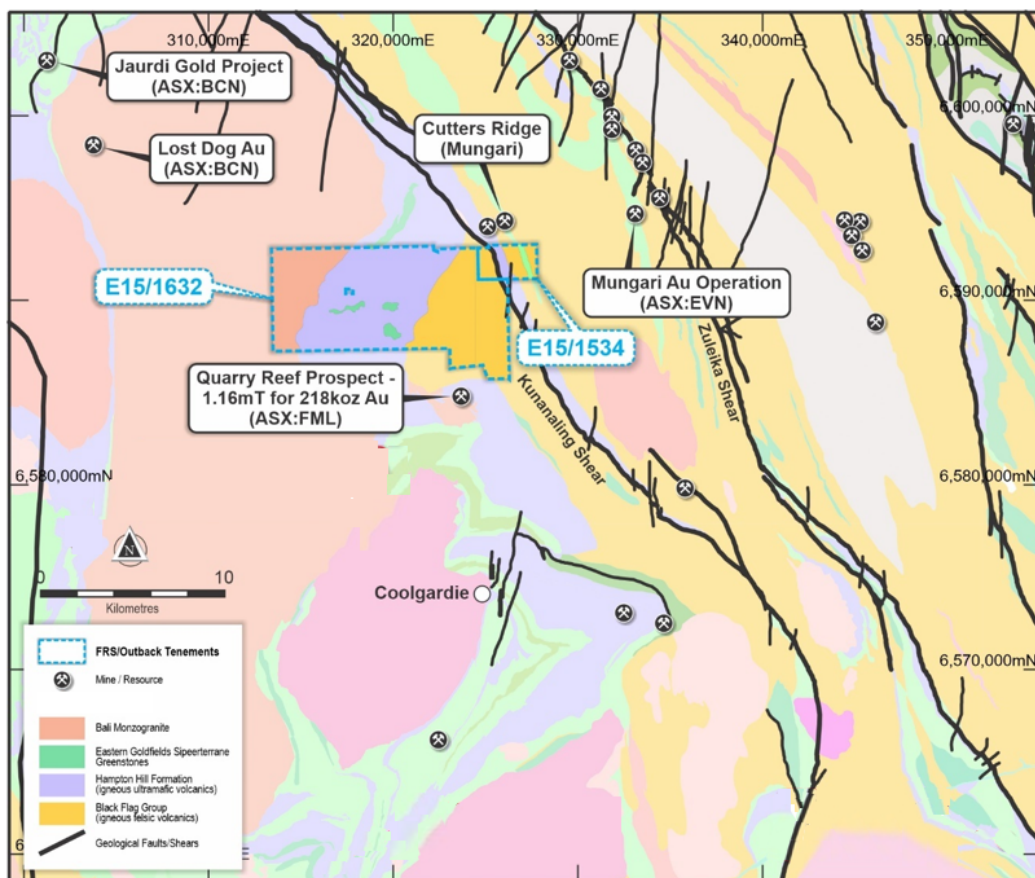 310,000mE
320,000mE
330,000mE
340,000mE
350,000mE
Jaurdi Gold Project
(ASX:BCN)
6,600,000mN
Cutters Ridge
(Mungari)
Lost Dog Au
(ASX:BCN)
E15/1632
Mungari Au Operation
(ASX:EVN)
6,590,000mN
E15/1534
Zuleika Shear
Quarry Reef Prospect -
1.16mT for 218koz Au
(ASX:FML)
Kunanaling Shear
6,580,000mN
6,580,000mN
N
0
10
Kilometres
Coolgardie
FRS/Outback Tenements
Mine / Resource
6,570,000mN
Bali Monzogranite
Eastern Goldfields Sipeerterrane
Greenstones
Hampton Hill Formation
(igneous ultramafic volcanics)
Black Flag Group
(igneous felsic volcanics)
Geological Faults/Shears